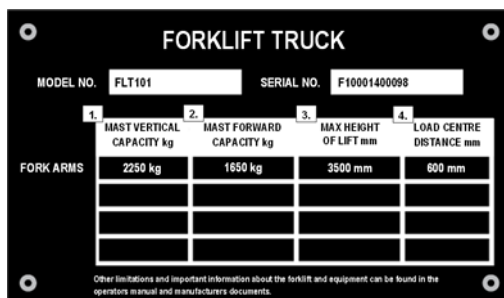 FORKLIFT TRUCK
MODEL NO. FLT101 SERIAL NO. F10001400098
1. 2. 3. 4.
MAST VERTICAL MAST FORWARD MAX HEIGHT LOAD CENTRE
CAPACITY kg CAPACITY kg OF LIFT mm DISTANCE mm
FORK ARMS 2250 kg 1650 kg 3500 mm 600 mm
Other limitations and important information about the forklift and equipment can be found in the
operators manual and manufacturers documents.